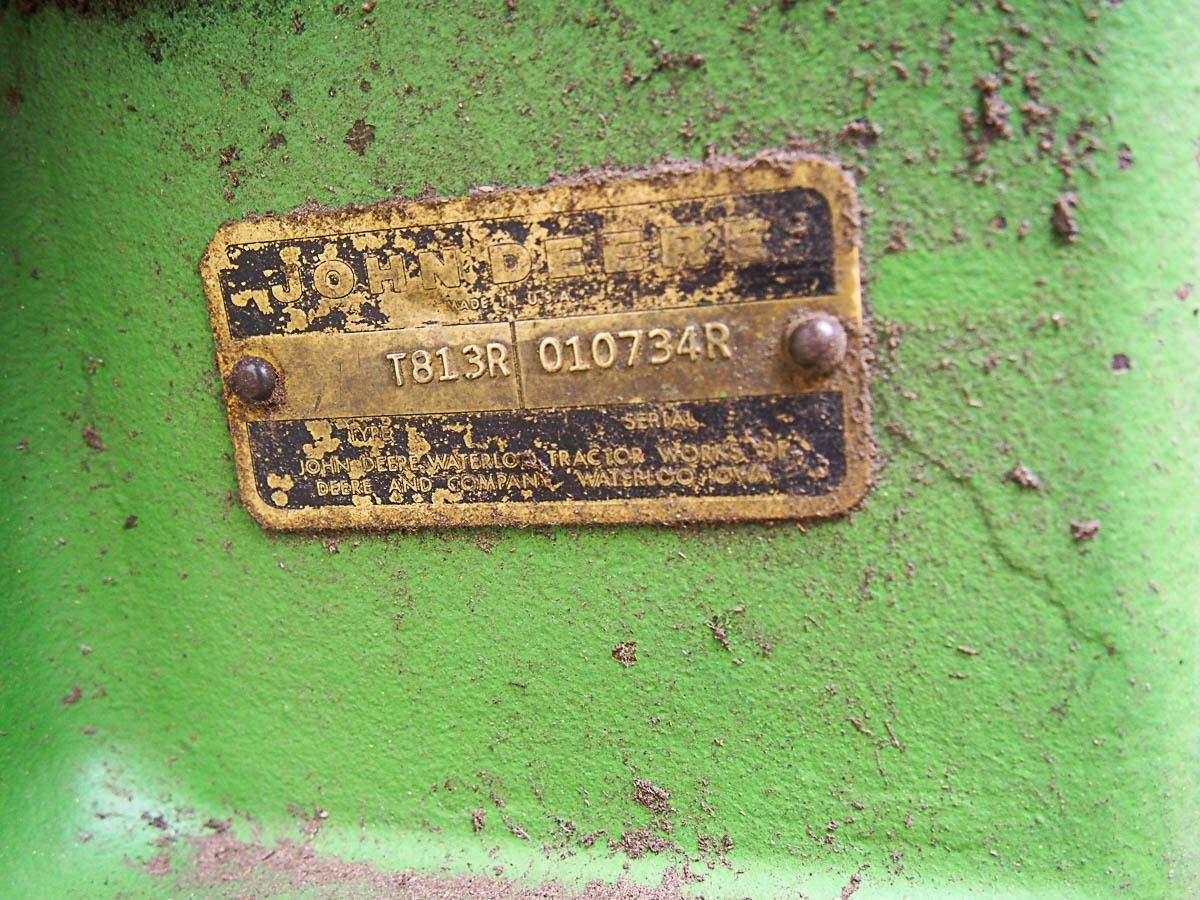 JOHN DEERE
MADE IN U.S.A.
T813R 010734R
TYPE SERIAL
JOHN DEERE WATERLOO TRACTOR WORKS OF
DEERE AND COMPANY WATERLOO, IOWA